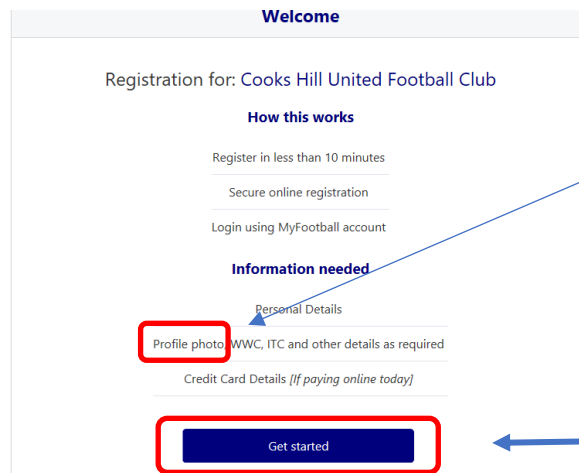 Welcome
Registration for: Cooks Hill United Football Club
How this works
Register in less than 10 minutes
Secure online registration
Login using MyFootball account
Information needed
Personal Details
Profile photo, WWC, ITC and other details as required
Credit Card Details [If paying online today]
Get started